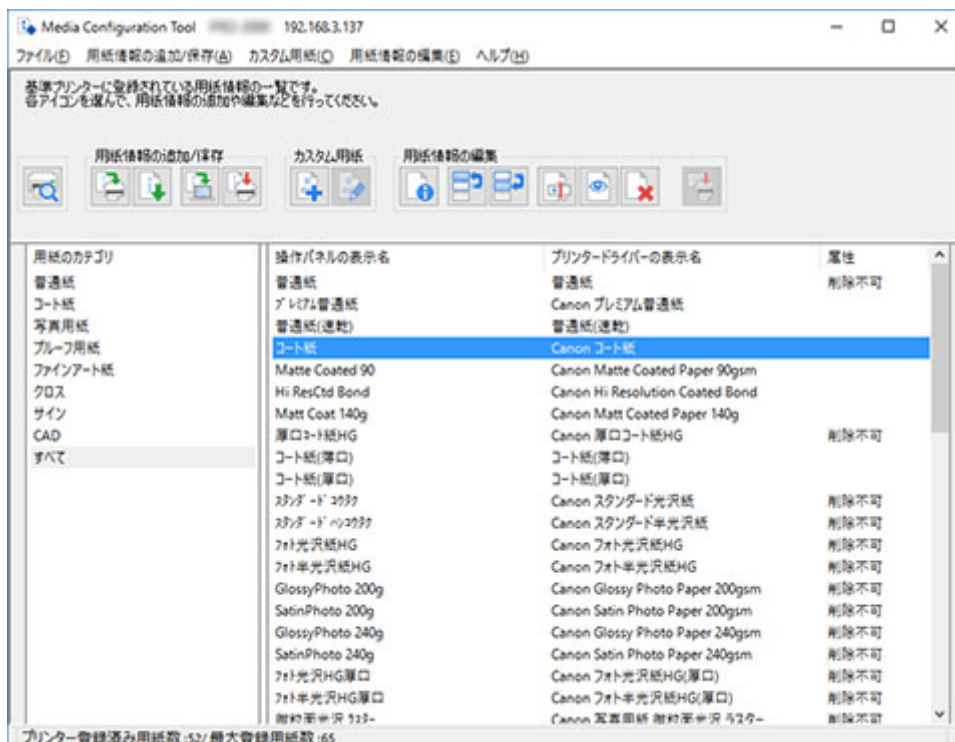 Media Configuration Tool 192.168.3.137
ファイル(F) 用紙情報の追加/保存(A) カスタム用紙(C) 用紙情報の編集(E) ヘルプ(H)
基準プリンターに登録されている用紙情報の一覧です。
各アイコンを選んで、用紙情報の追加や編集などを行ってください。
用紙情報の追加/保存 カスタム用紙 用紙情報の編集
用紙のカテゴリ 操作パネルの表示名 プリンタードライバーの表示名 属性
普通紙 普通紙 普通紙 削除不可
コート紙 プレミアム普通紙 Canon プレミアム普通紙
写真用紙 普通紙(速乾) 普通紙(速乾)
プルーフ用紙 コート紙 Canon コート紙
ファインアート紙 Matte Coated 90 Canon Matte Coated Paper 90gsm
クロス Hi ResCtd Bond Canon Hi Resolution Coated Bond
サイン Matt Coat 140g Canon Matt Coated Paper 140g
CAD 厚口コート紙HG Canon 厚口コート紙HG 削除不可
すべて コート紙(薄口) コート紙(薄口)
コート紙(厚口) コート紙(厚口)
スタンダードコウタク Canon スタンダード光沢紙 削除不可
スタンダードハンコウタク Canon スタンダード半光沢紙 削除不可
フォト光沢紙HG Canon フォト光沢紙HG 削除不可
フォト半光沢紙HG Canon フォト半光沢紙HG 削除不可
GlossyPhoto 200g Canon Glossy Photo Paper 200gsm 削除不可
SatinPhoto 200g Canon Satin Photo Paper 200gsm 削除不可
GlossyPhoto 240g Canon Glossy Photo Paper 240gsm 削除不可
SatinPhoto 240g Canon Satin Photo Paper 240gsm 削除不可
フォト光沢HG厚口 Canon フォト光沢紙HG(厚口) 削除不可
フォト半光沢HG厚口 Canon フォト半光沢紙HG(厚口) 削除不可
微粒面光沢 ラスター Canon 写真用紙 微粒面光沢 ラスター 削除不可
プリンター登録済み用紙数 :52/ 最大登録用紙数 :65